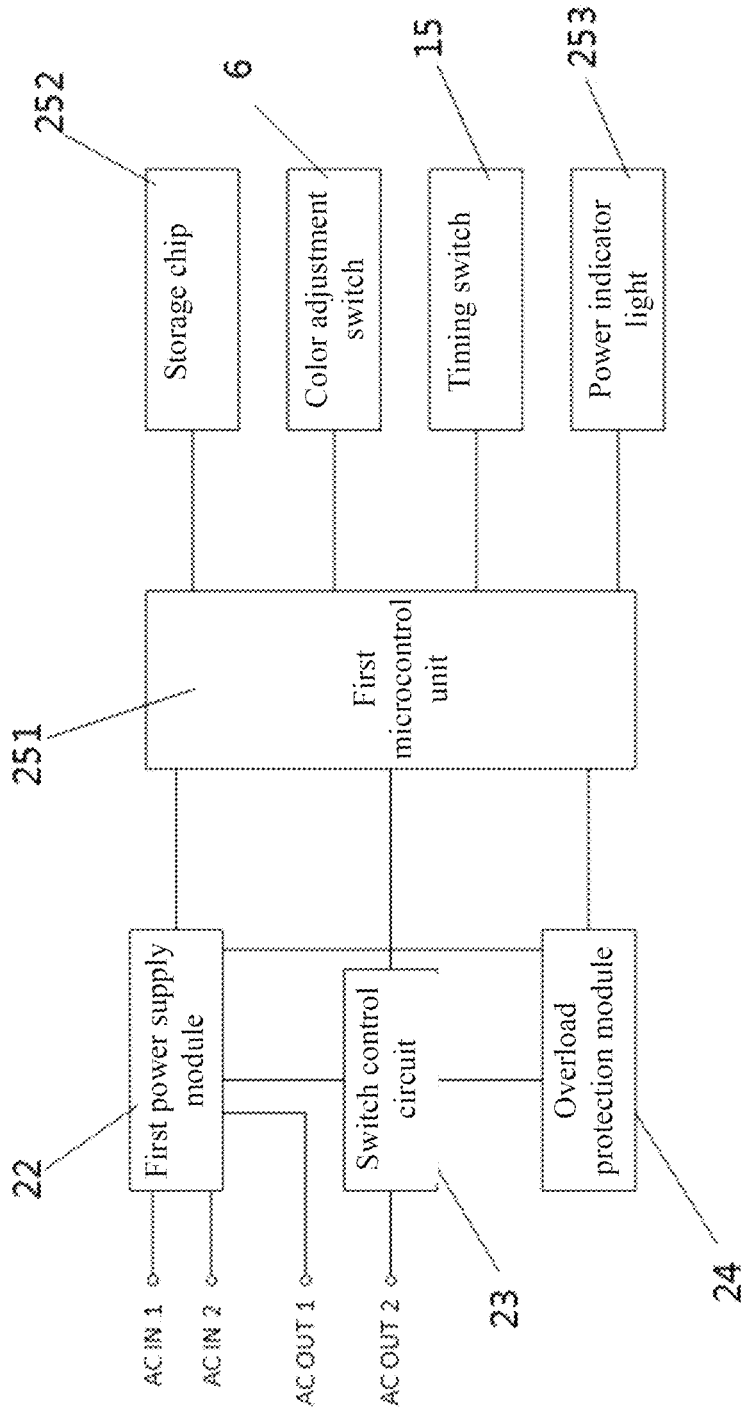 22
251
252
First power supply
module
Storage chip
AC IN 1
AC IN 2
6
Color adjustment
switch
AC OUT 1
First
microcontrol
unit
AC OUT 2
Switch control
circuit
15
Timing switch
23
253
Overload
protection module
Power indicator
light
24